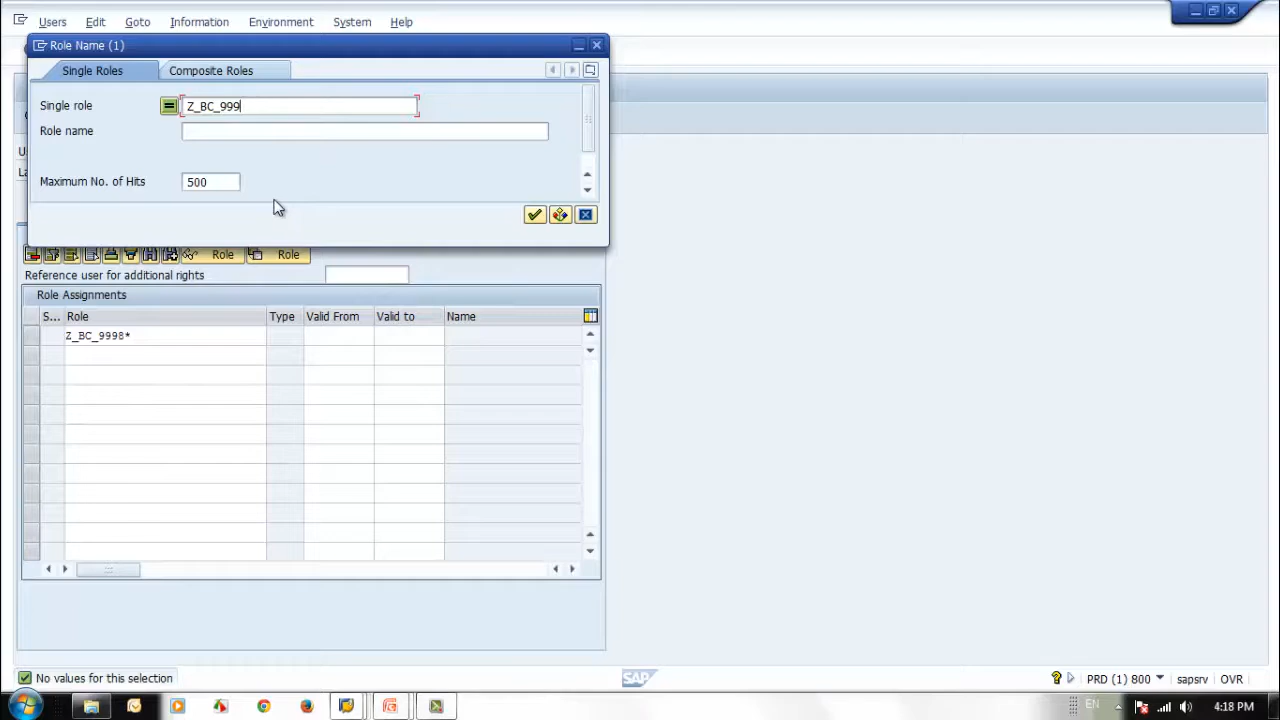 Users Edit Goto Information Environment System Help
Role Name (1)
Single Roles Composite Roles
Single role Z_BC_999
Role name
Maximum No. of Hits 500
Role Role
Reference user for additional rights
Role Assignments
S... Role Type Valid From Valid to Name
Z_BC_9998*
No values for this selection SAP PRD (1) 800 sapsrv OVR
EN 4:18 PM